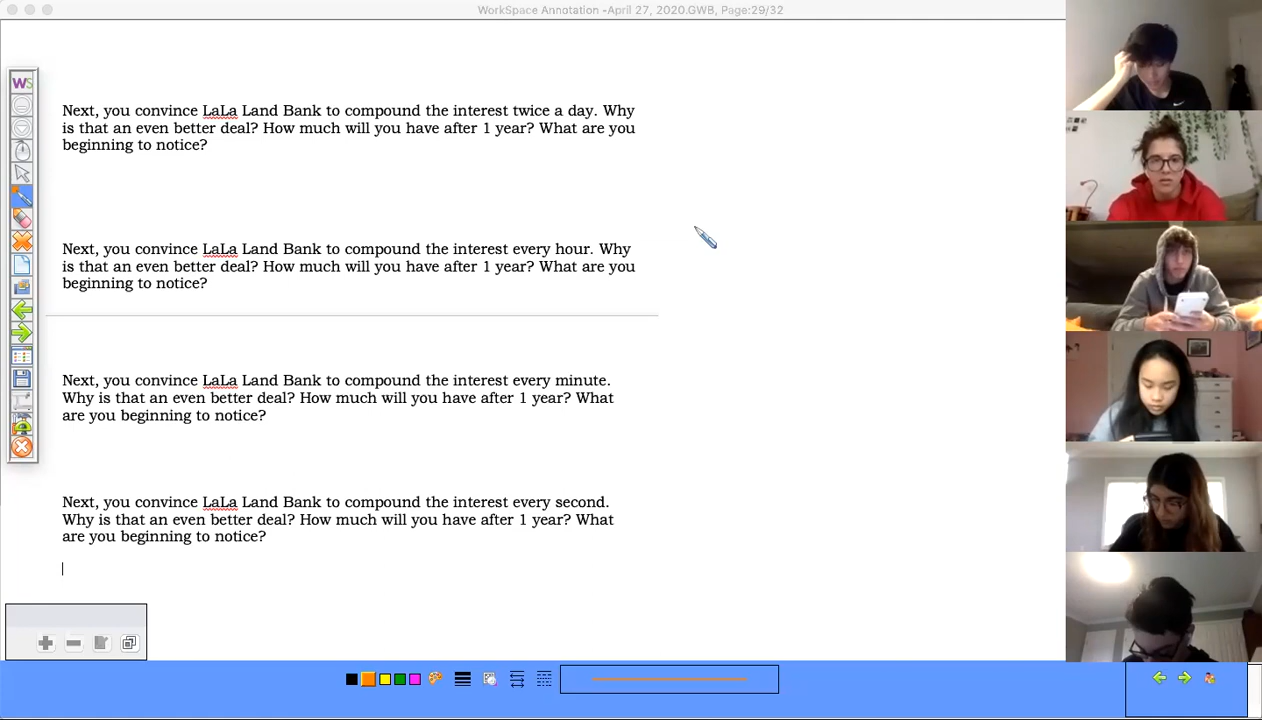 WorkSpace Annotation -April 27, 2020.GWB, Page:29/32
WS
Next, you convince LaLa Land Bank to compound the interest twice a day. Why
is that an even better deal? How much will you have after 1 year? What are you
beginning to notice?
Next, you convince LaLa Land Bank to compound the interest every hour. Why
is that an even better deal? How much will you have after 1 year? What are you
beginning to notice?
Next, you convince LaLa Land Bank to compound the interest every minute.
Why is that an even better deal? How much will you have after 1 year? What
are you beginning to notice?
Next, you convince LaLa Land Bank to compound the interest every second.
Why is that an even better deal? How much will you have after 1 year? What
are you beginning to notice?